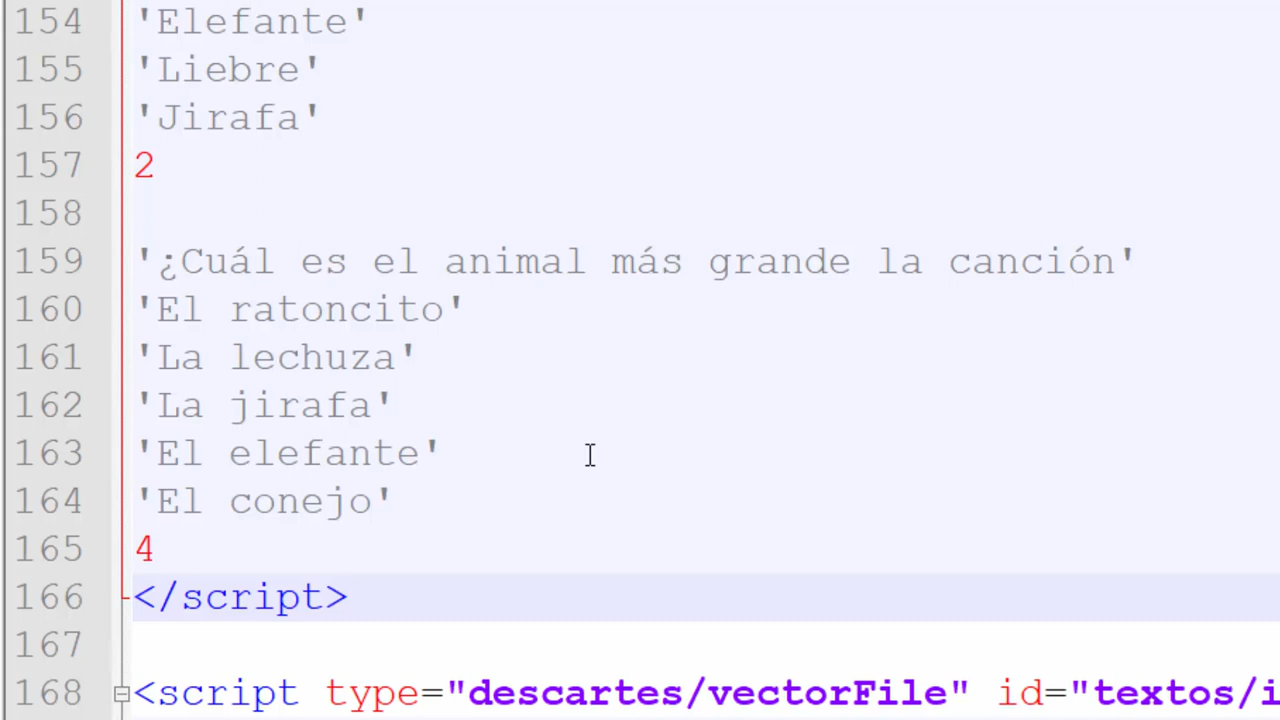 154 'Elefante'
155 'Liebre'
156 'Jirafa'
157 2
158
159 '¿Cuál es el animal más grande la canción'
160 'El ratoncito'
161 'La lechuza'
162 'La jirafa'
163 'El elefante'
164 'El conejo'
165 4
166 </script>
167
168 <script type="descartes/vectorFile" id="textos/i